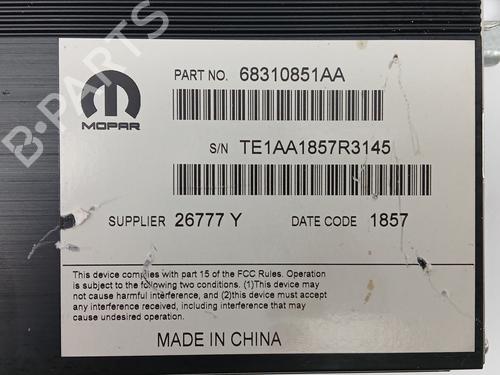 B-PARTS
MOPAR
PART NO. 68310851AA
S/N TE1AA1857R3145
SUPPLIER 26777 Y DATE CODE 1857
This device complies with part 15 of the FCC Rules. Operation
is subject to the following two conditions. (1)This device may
not cause harmful interference, and (2)this device must accept
any interference received, including interference that may
cause undesired operation.
MADE IN CHINA